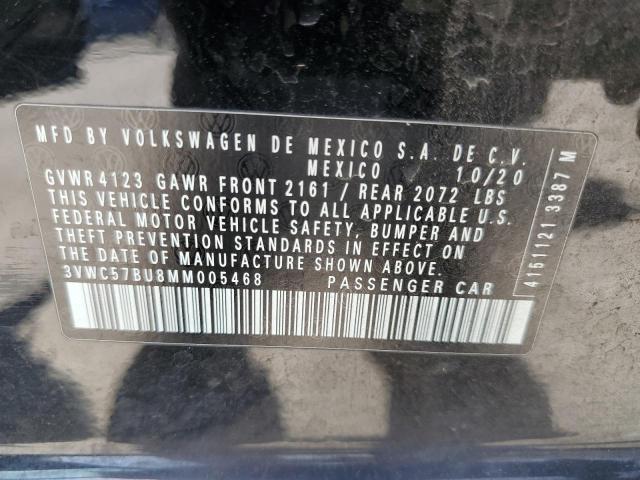 MFD BY VOLKSWAGEN DE MEXICO S.A. DE C.V.
MEXICO 10/20
GVWR 4123 GAWR FRONT 2161 / REAR 2072 LBS
THIS VEHICLE CONFORMS TO ALL APPLICABLE U.S.
FEDERAL MOTOR VEHICLE SAFETY, BUMPER AND
THEFT PREVENTION STANDARDS IN EFFECT ON
THE DATE OF MANUFACTURE SHOWN ABOVE.
3VWC57BU8MM005468 PASSENGER CAR
4151121 3387 M